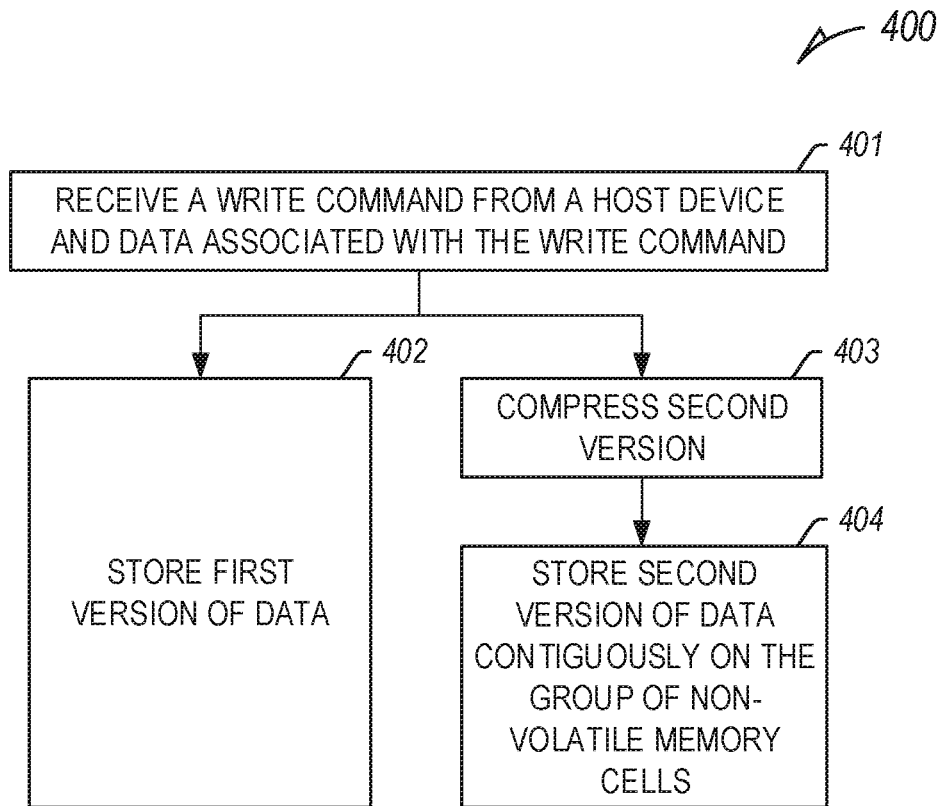 400
401
RECEIVE A WRITE COMMAND FROM A HOST DEVICE
AND DATA ASSOCIATED WITH THE WRITE COMMAND
402
STORE FIRST
VERSION OF DATA
403
COMPRESS SECOND
VERSION
404
STORE SECOND
VERSION OF DATA
CONTIGUOUSLY ON THE
GROUP OF NON-
VOLATILE MEMORY
CELLS